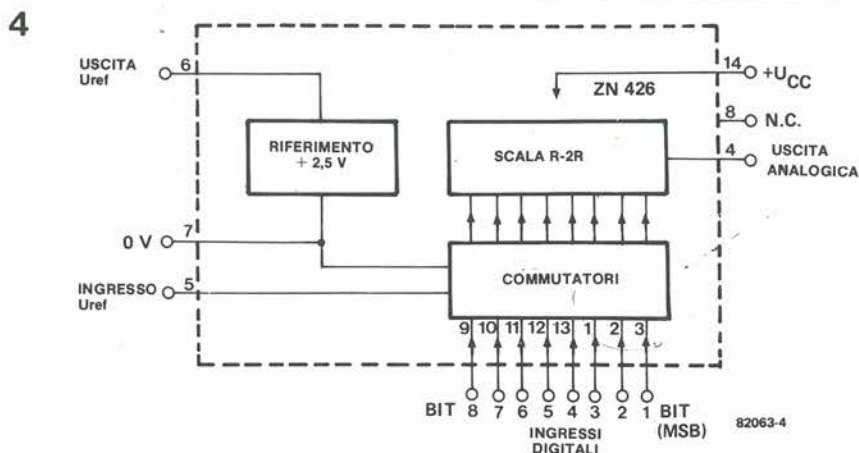 4
USCITA
Uref
6
ZN 426
14
+UCC
8
N.C.
RIFERIMENTO
+ 2,5 V
SCALA R-2R
4
USCITA
ANALOGICA
0 V
7
COMMUTATORI
INGRESSO
Uref
5
9 10 11 12 13 1 2 3
BIT 8 7 6 5 4 3 2 1 BIT
(MSB)
INGRESSI
DIGITALI
82063-4